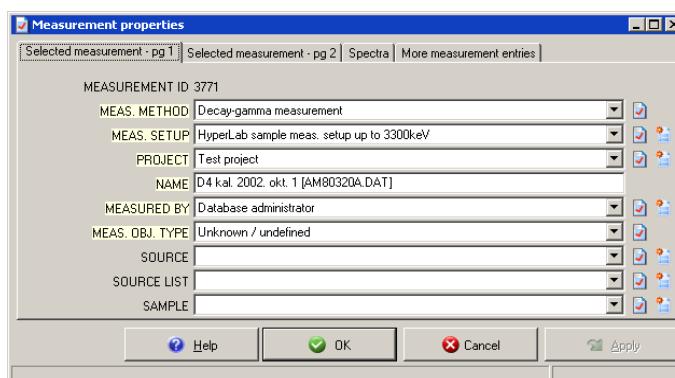 Measurement properties
Selected measurement - pg 1 Selected measurement - pg 2 Spectra More measurement entries
MEASUREMENT ID 3771
MEAS. METHOD Decay-gamma measurement
MEAS. SETUP HyperLab sample meas. setup up to 3300keV
PROJECT Test project
NAME D4 kal. 2002. okt. 1 [AM80320A.DAT]
MEASURED BY Database administrator
MEAS. OBJ. TYPE Unknown / undefined
SOURCE
SOURCE LIST
SAMPLE
Help OK Cancel Apply